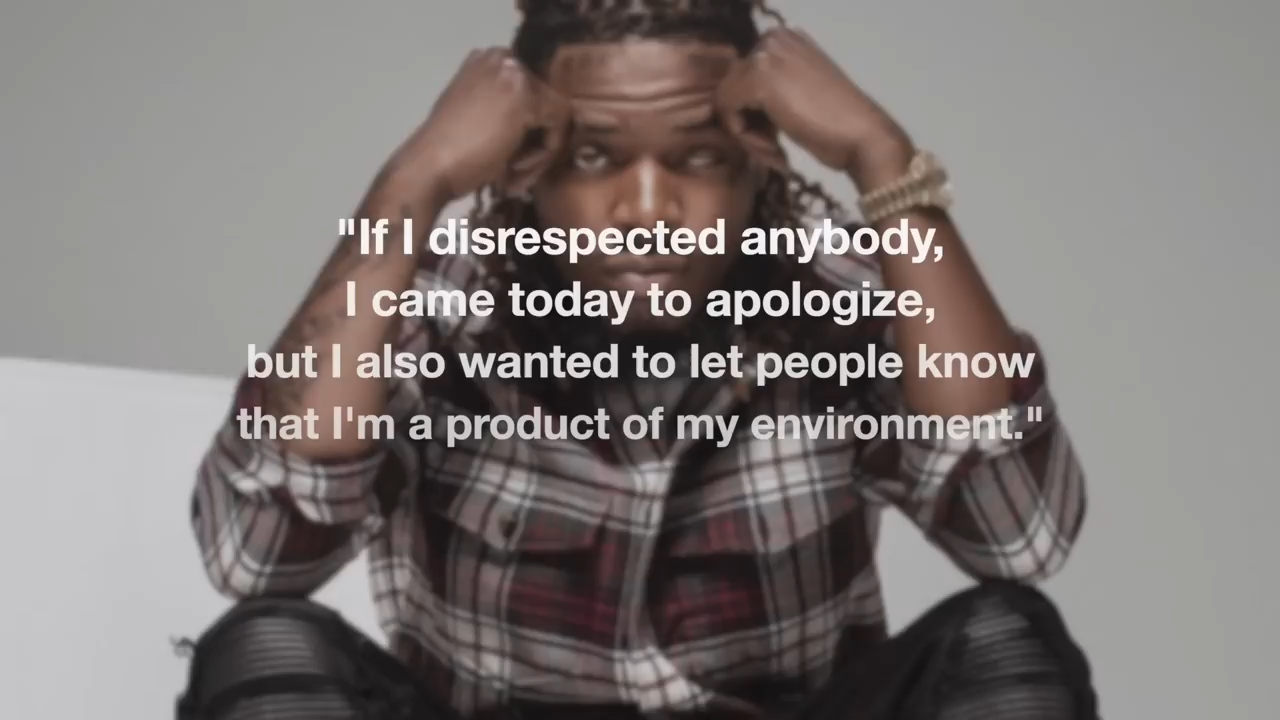 "If I disrespected anybody,
I came today to apologize,
but I also wanted to let people know
that I'm a product of my environment."